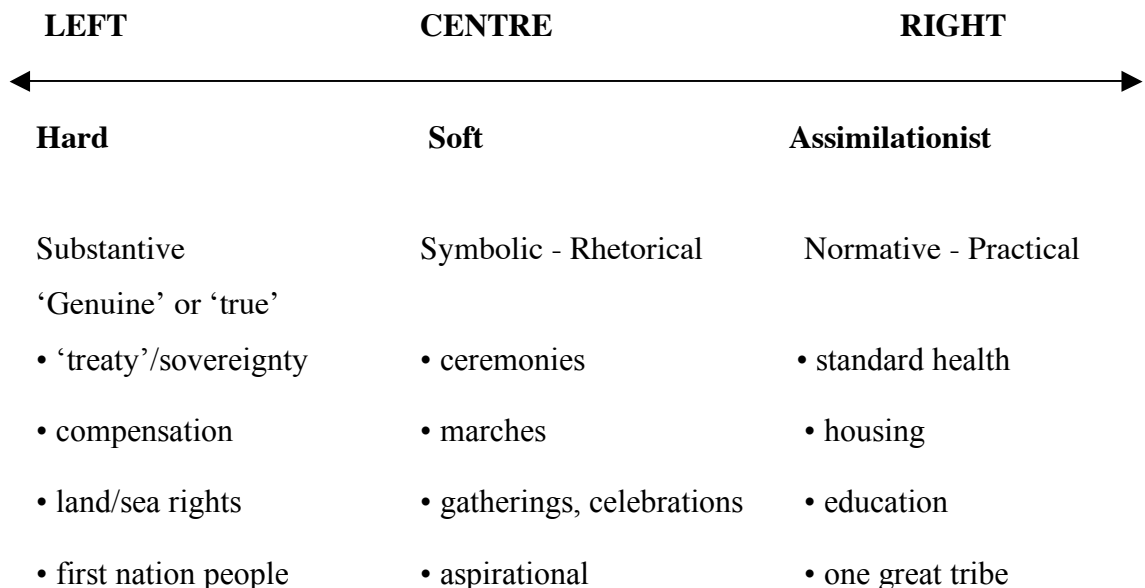 LEFT CENTRE RIGHT
Hard Soft Assimilationist
Substantive Symbolic - Rhetorical Normative - Practical
‘Genuine’ or ‘true’
• ‘treaty’/sovereignty • ceremonies • standard health
• compensation • marches • housing
• land/sea rights • gatherings, celebrations • education
• first nation people • aspirational • one great tribe